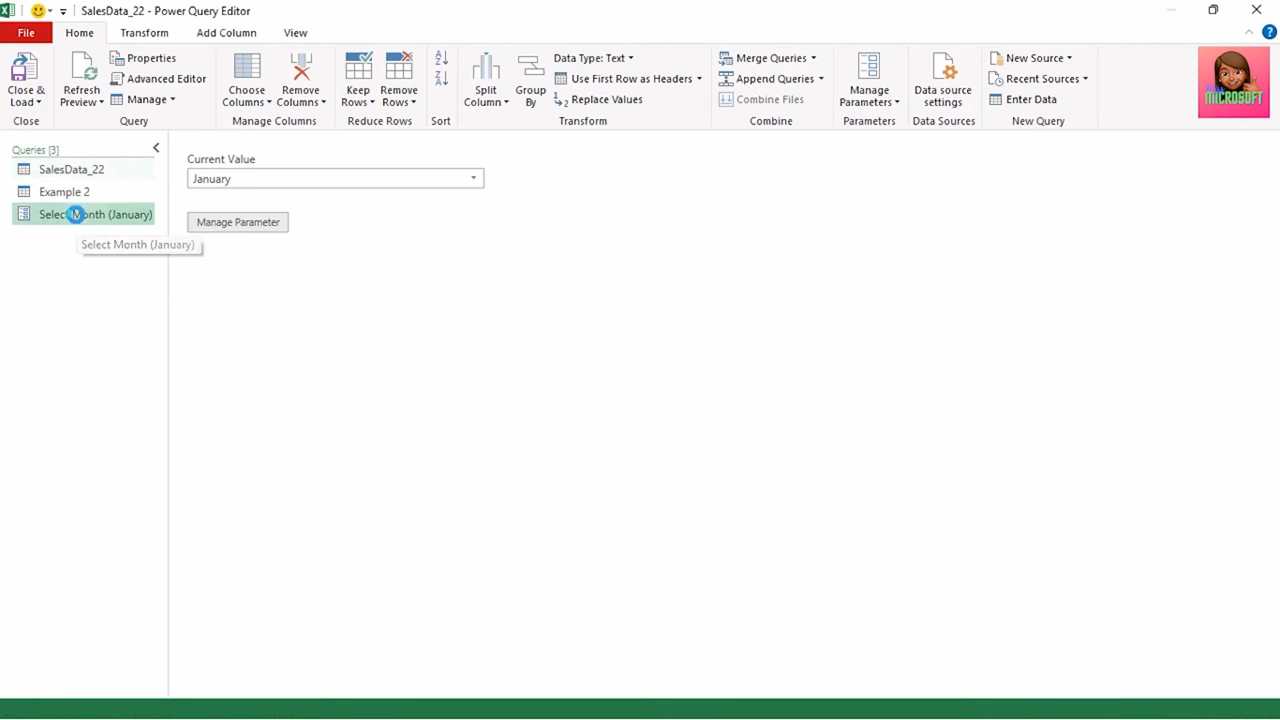 SalesData_22 - Power Query Editor
File Home Transform Add Column View
Close & Load
Close
Refresh Preview
Properties
Advanced Editor
Manage
Query
Choose Columns
Remove Columns
Manage Columns
Keep Rows
Remove Rows
Reduce Rows
Sort
Split Column
Group By
Data Type: Text
Use First Row as Headers
Replace Values
Transform
Merge Queries
Append Queries
Combine Files
Combine
Manage Parameters
Parameters
Data source settings
Data Sources
New Source
Recent Sources
Enter Data
New Query
MICROSOFT
Queries [3]
SalesData_22
Example 2
Select Month (January)
Select Month (January)
Current Value
January
Manage Parameter